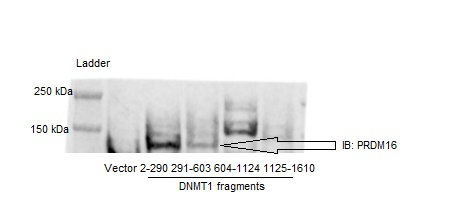 Ladder
250 kDa
150 kDa
IB: PRDM16
Vector 2-290 291-603 604-1124 1125-1610
DNMT1 fragments